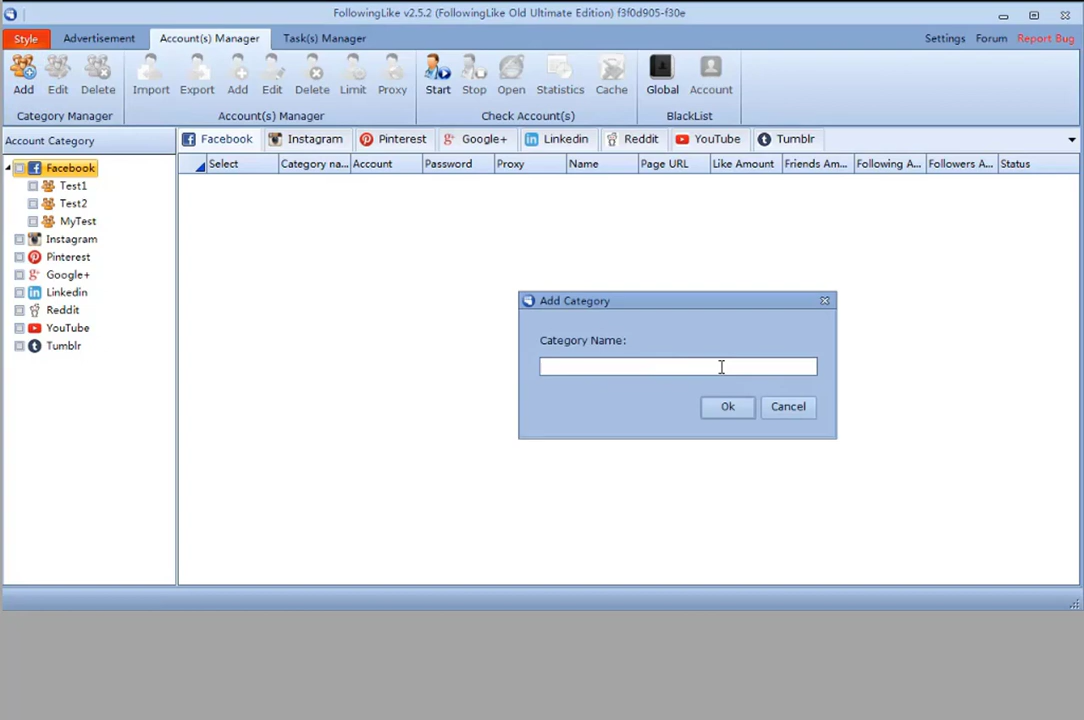 FollowingLike v2.5.2 (FollowingLike Old Ultimate Edition) f3f0d905-f30e
Style Advertisement Account(s) Manager Task(s) Manager Settings Forum Report Bug
Add Edit Delete Import Export Add Edit Delete Limit Proxy Start Stop Open Statistics Cache Global Account
Category Manager Account(s) Manager Check Account(s) BlackList
Account Category Facebook Instagram Pinterest Google+ Linkedin Reddit YouTube Tumblr
Select Category na... Account Password Proxy Name Page URL Like Amount Friends Am... Following A... Followers A... Status
Facebook
Test1
Test2
MyTest
Instagram
Pinterest
Google+
Linkedin
Reddit
YouTube
Tumblr
Add Category
Category Name:
Ok Cancel